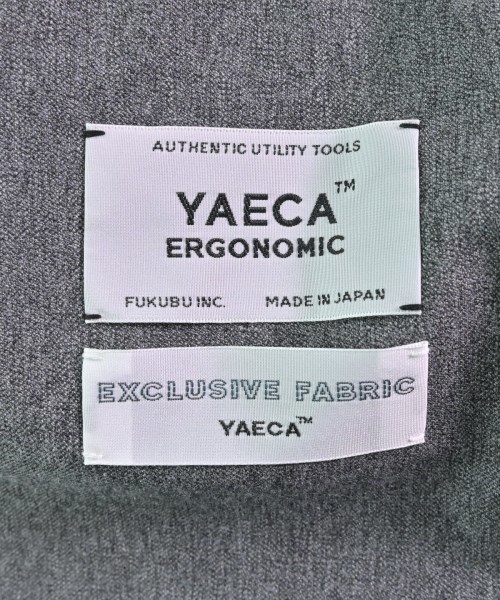 AUTHENTIC UTILITY TOOLS
YAECA™
ERGONOMIC
FUKUBU INC. MADE IN JAPAN
EXCLUSIVE FABRIC
YAECA™